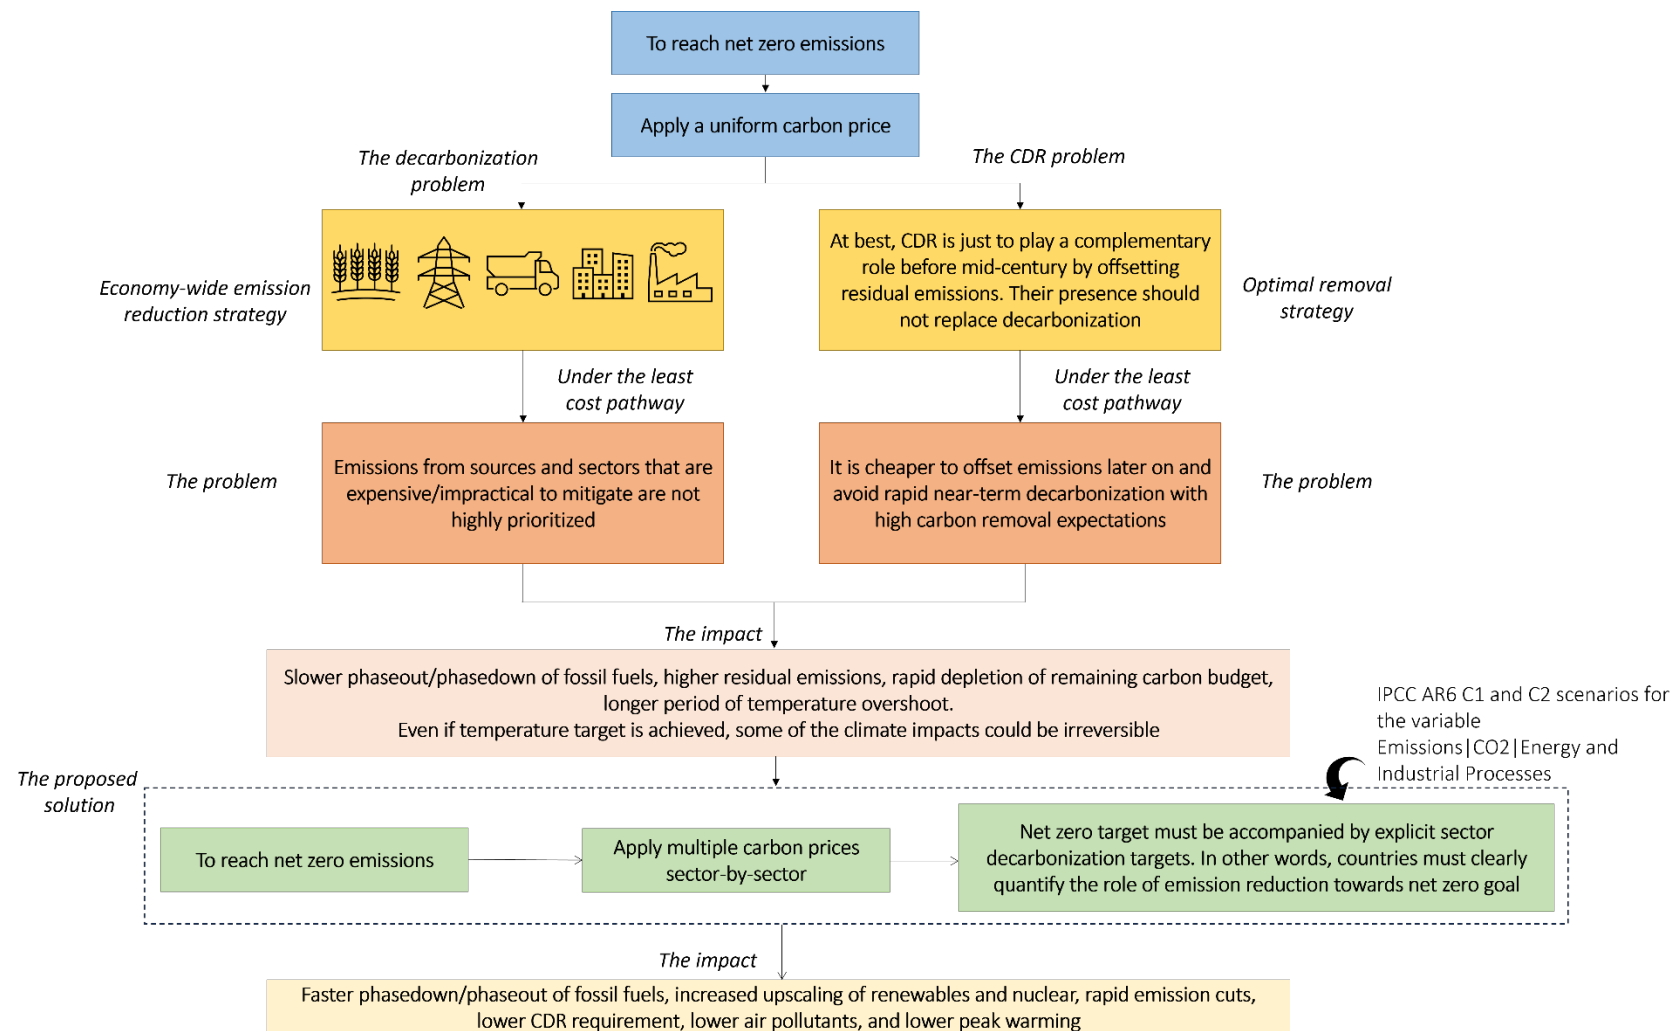 To reach net zero emissions
Apply a uniform carbon price
The decarbonization
problem
The CDR problem
Economy-wide emission
reduction strategy
At best, CDR is just to play a complementary
role before mid-century by offsetting
residual emissions. Their presence should
not replace decarbonization
Optimal removal
strategy
Under the least
cost pathway
Under the least
cost pathway
The problem
Emissions from sources and sectors that are
expensive/impractical to mitigate are not
highly prioritized
It is cheaper to offset emissions later on and
avoid rapid near-term decarbonization with
high carbon removal expectations
The problem
The impact
Slower phaseout/phasedown of fossil fuels, higher residual emissions, rapid depletion of remaining carbon budget,
longer period of temperature overshoot.
Even if temperature target is achieved, some of the climate impacts could be irreversible
IPCC AR6 C1 and C2 scenarios for
the variable
Emissions|CO2|Energy and
Industrial Processes
The proposed
solution
To reach net zero emissions
Apply multiple carbon prices
sector-by-sector
Net zero target must be accompanied by explicit sector
decarbonization targets. In other words, countries must clearly
quantify the role of emission reduction towards net zero goal
The impact
Faster phasedown/phaseout of fossil fuels, increased upscaling of renewables and nuclear, rapid emission cuts,
lower CDR requirement, lower air pollutants, and lower peak warming